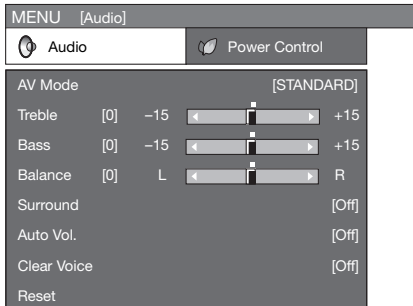 MENU [Audio]
Audio Power Control
AV Mode [STANDARD]
Treble [0] –15 +15
Bass [0] –15 +15
Balance [0] L R
Surround [Off]
Auto Vol. [Off]
Clear Voice [Off]
Reset